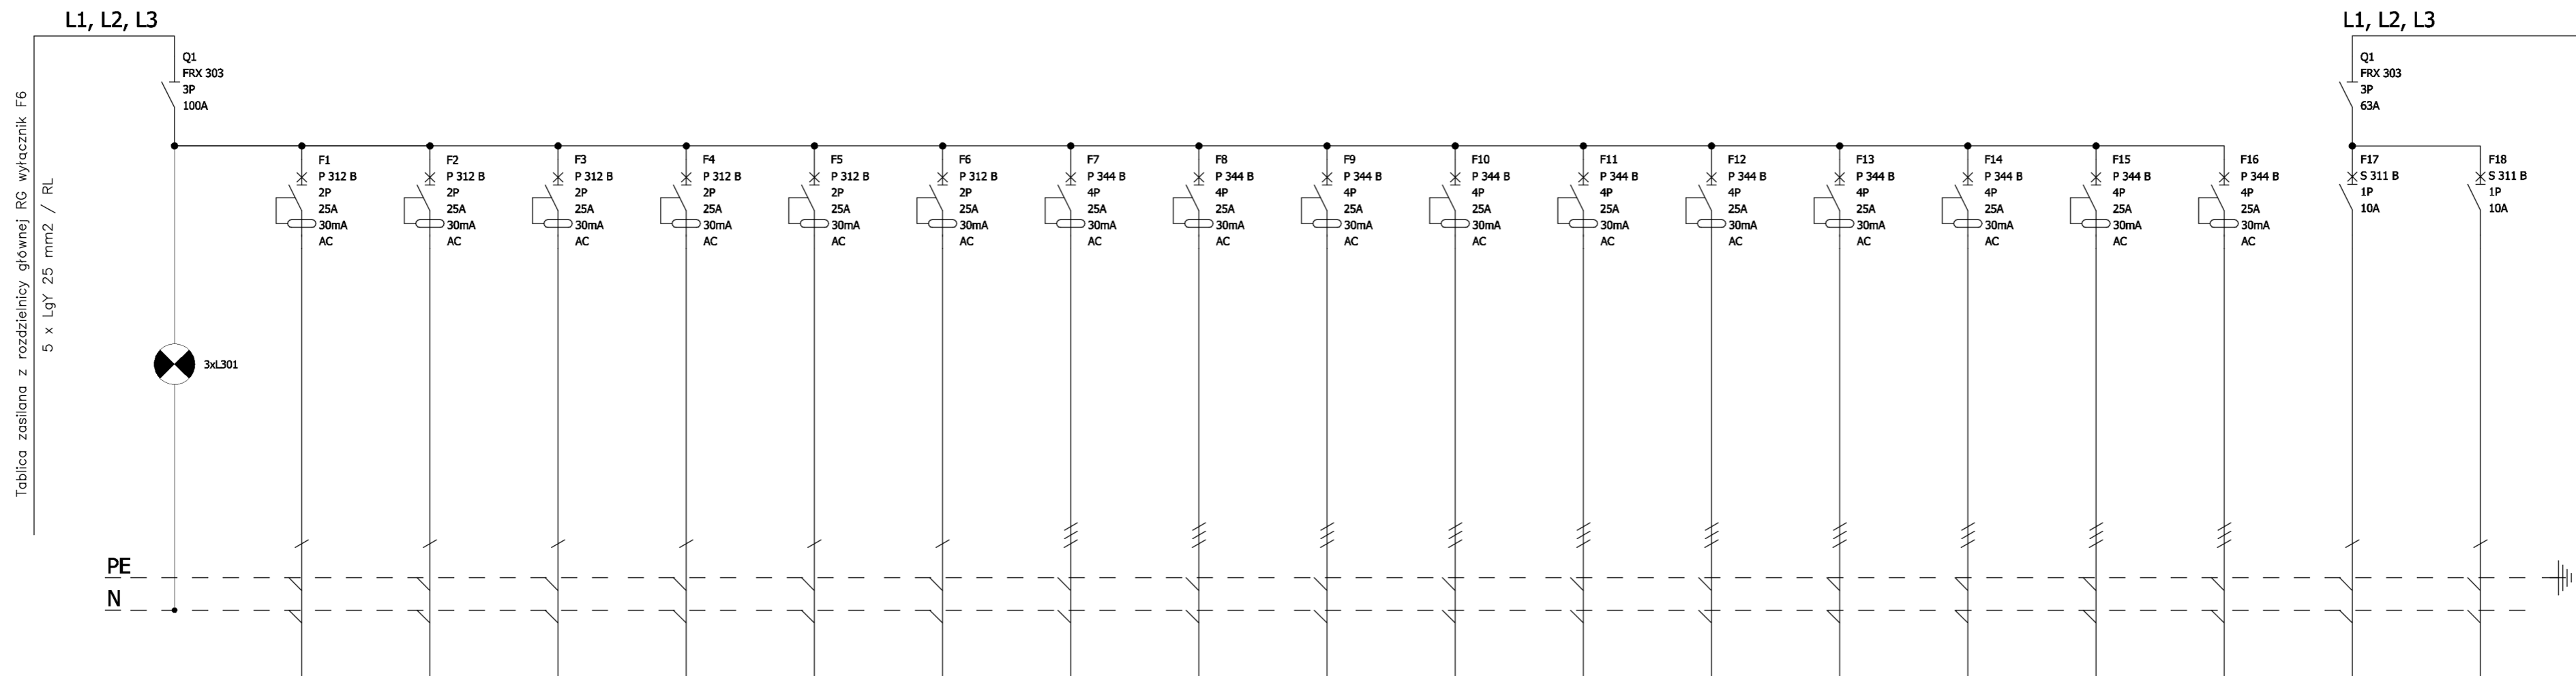 L1, L2, L3
Tablica zasilana z rozdzielnicy głównej RG wyłącznik F6
5 x LgY 25 mm2 / RL
Q1
FRX 303
3P
100A
3xL301
F1
P 312 B
2P
25A
30mA
AC
F2
P 312 B
2P
25A
30mA
AC
F3
P 312 B
2P
25A
30mA
AC
F4
P 312 B
2P
25A
30mA
AC
F5
P 312 B
2P
25A
30mA
AC
F6
P 312 B
2P
25A
30mA
AC
F7
P 344 B
4P
25A
30mA
AC
F8
P 344 B
4P
25A
30mA
AC
F9
P 344 B
4P
25A
30mA
AC
F10
P 344 B
4P
25A
30mA
AC
F11
P 344 B
4P
25A
30mA
AC
F12
P 344 B
4P
25A
30mA
AC
F13
P 344 B
4P
25A
30mA
AC
F14
P 344 B
4P
25A
30mA
AC
F15
P 344 B
4P
25A
30mA
AC
F16
P 344 B
4P
25A
30mA
AC
L1, L2, L3
Q1
FRX 303
3P
63A
F17
S 311 B
1P
10A
F18
S 311 B
1P
10A
PE
N